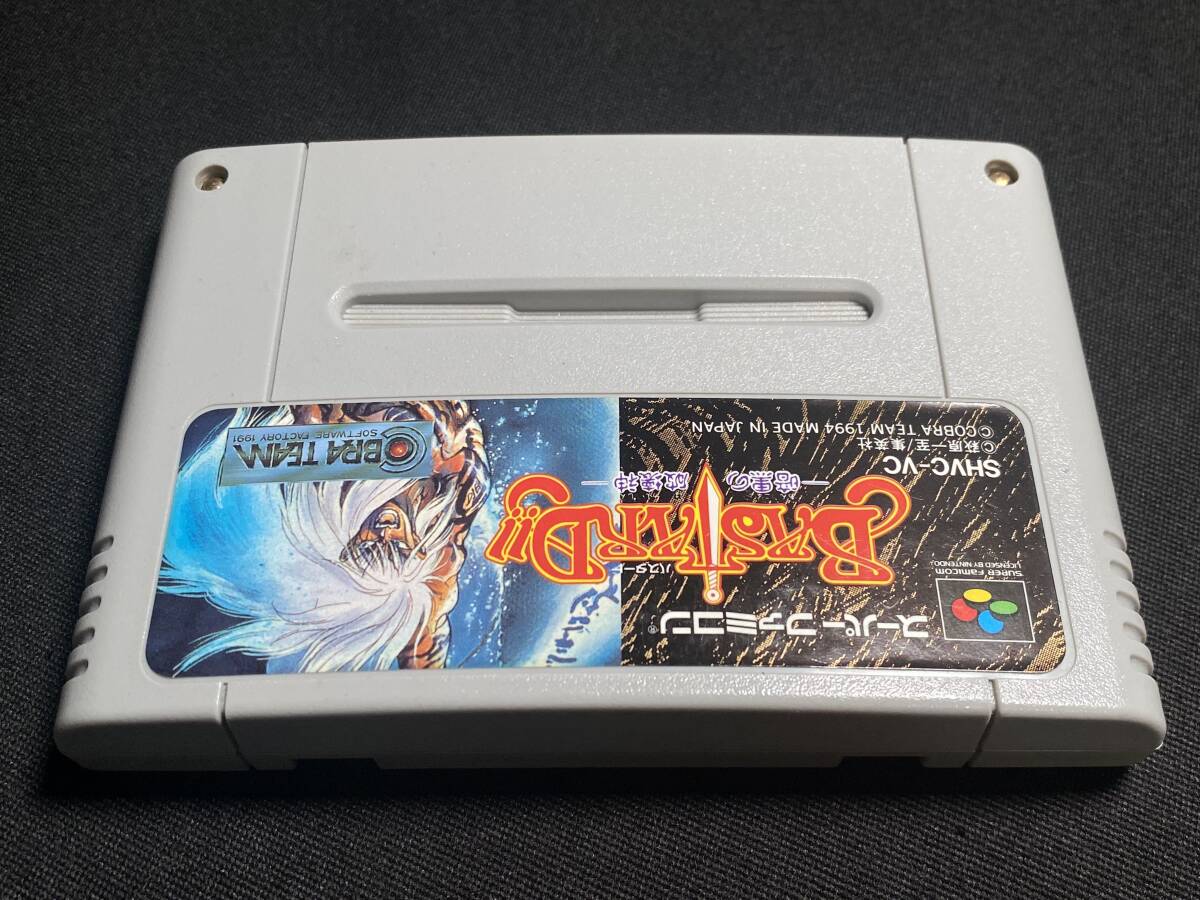 スーパーファミコン®
SUPER FAMICOM
LICENSED BY NINTENDO
BASTARD!!
バスター
―暗黒の破壊神―
SHVC-VC
©萩原一至/集英社
©COBRA TEAM 1994 MADE IN JAPAN
COBRA TEAM
SOFTWARE FACTORY 1991